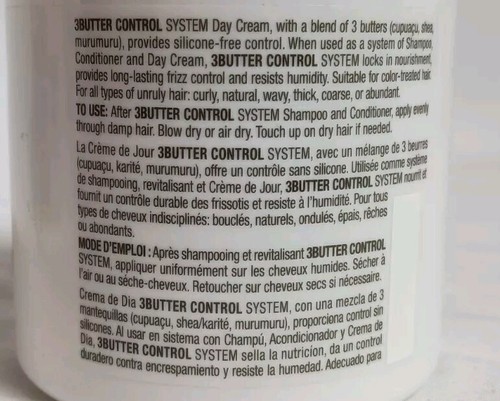 3BUTTER CONTROL SYSTEM Day Cream, with a blend of 3 butters (cupuaçu, shea,
murumuru), provides silicone-free control. When used as a system of Shampoo,
Conditioner and Day Cream, 3BUTTER CONTROL SYSTEM locks in nourishment,
provides long-lasting frizz control and resists humidity. Suitable for color-treated hair.
For all types of unruly hair: curly, natural, wavy, thick, coarse, or abundant.
TO USE: After 3BUTTER CONTROL SYSTEM Shampoo and Conditioner, apply evenly
through damp hair. Blow dry or air dry. Touch up on dry hair if needed.
La Crème de Jour 3BUTTER CONTROL SYSTEM, avec un mélange de 3 beurres
(cupuaçu, karité, murumuru), offre un contrôle sans silicone. Utilisée comme système
de shampooing, revitalisant et Crème de Jour, 3BUTTER CONTROL SYSTEM nourrit et
fournit un contrôle durable des frissotis et resiste à l'humidité. Pour tous
types de cheveux indisciplinés: bouclés, naturels, ondulés, épais, rêches
ou abondants.
MODE D'EMPLOI : Après shampooing et revitalisant 3BUTTER CONTROL
SYSTEM, appliquer uniformément sur les cheveux humides. Sécher à
l'air ou au sèche-cheveux. Retoucher sur cheveux secs si nécessaire.
Crema de Dia 3BUTTER CONTROL SYSTEM, con una mezcla de 3
mantequillas (cupuaçu, shea/karité, murumuru), proporciona control sin
silicones. Al usar en sistema con Champú, Acondicionador y Crema de
Dia, 3BUTTER CONTROL SYSTEM sella la nutricion, da un control
duradero contra encrespamiento y resiste la humedad. Adecuado para